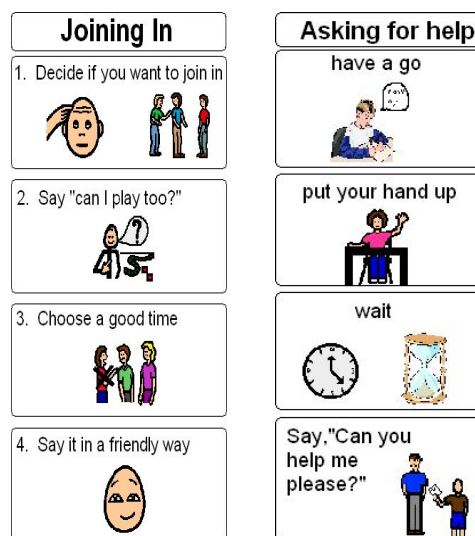 Joining In
1. Decide if you want to join in
2. Say "can I play too?"
?
3. Choose a good time
4. Say it in a friendly way
Asking for help
have a go
put your hand up
wait
Say,"Can you
help me
please?"